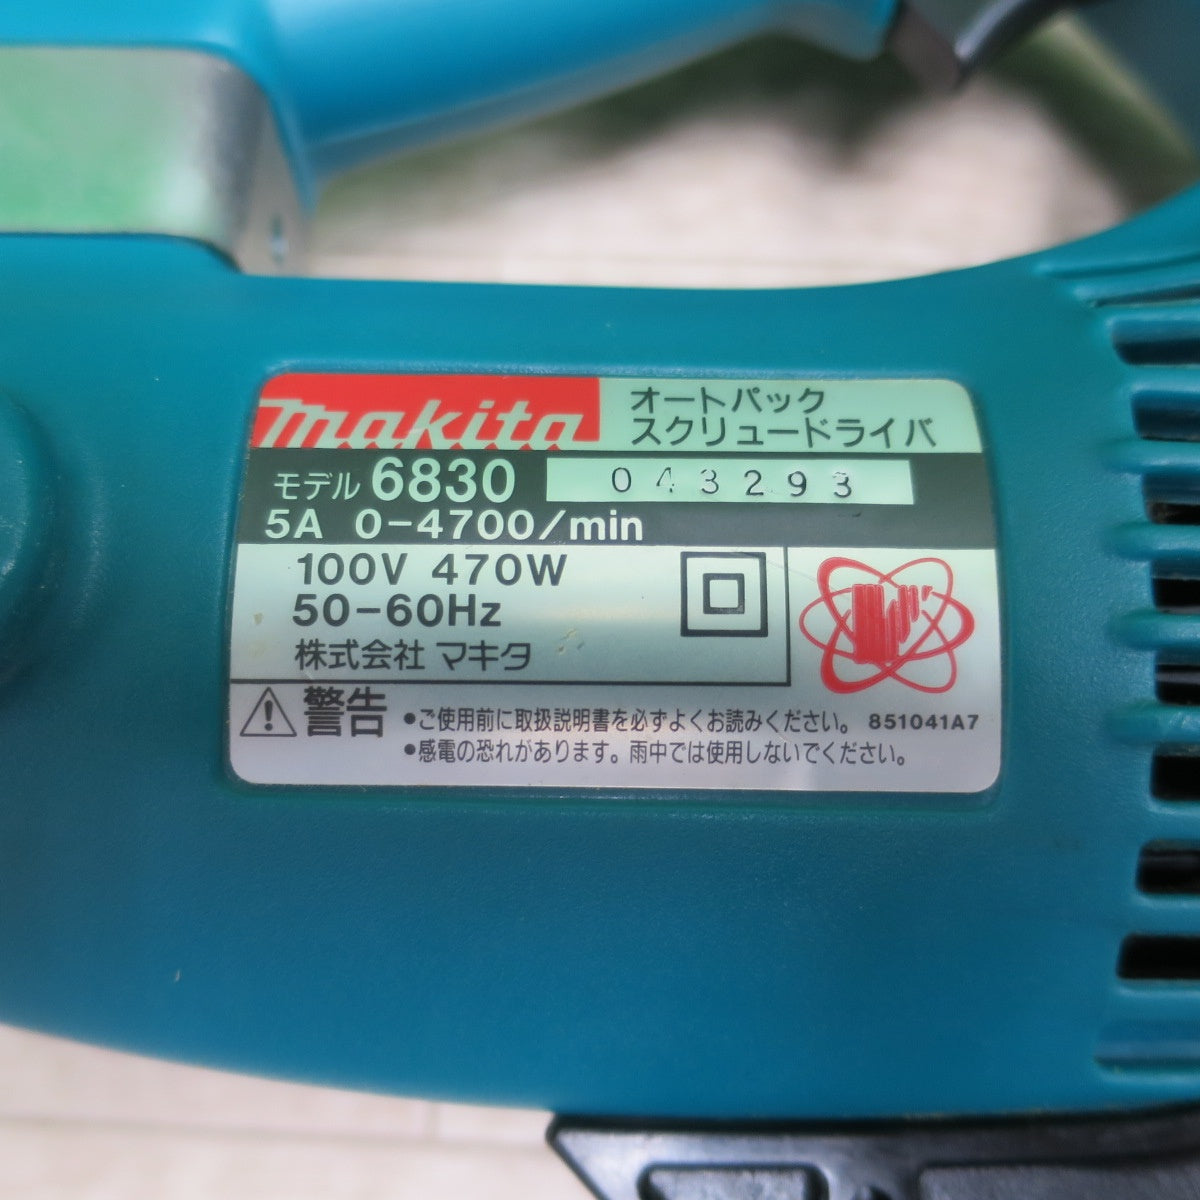 makita
オートパック
スクリュードライバ
モデル 6830 043293
5A 0-4700/min
100V 470W
50-60Hz
株式会社 マキタ
警告
•ご使用前に取扱説明書を必ずよくお読みください。 851041A7
•感電の恐れがあります。雨中では使用しないでください。